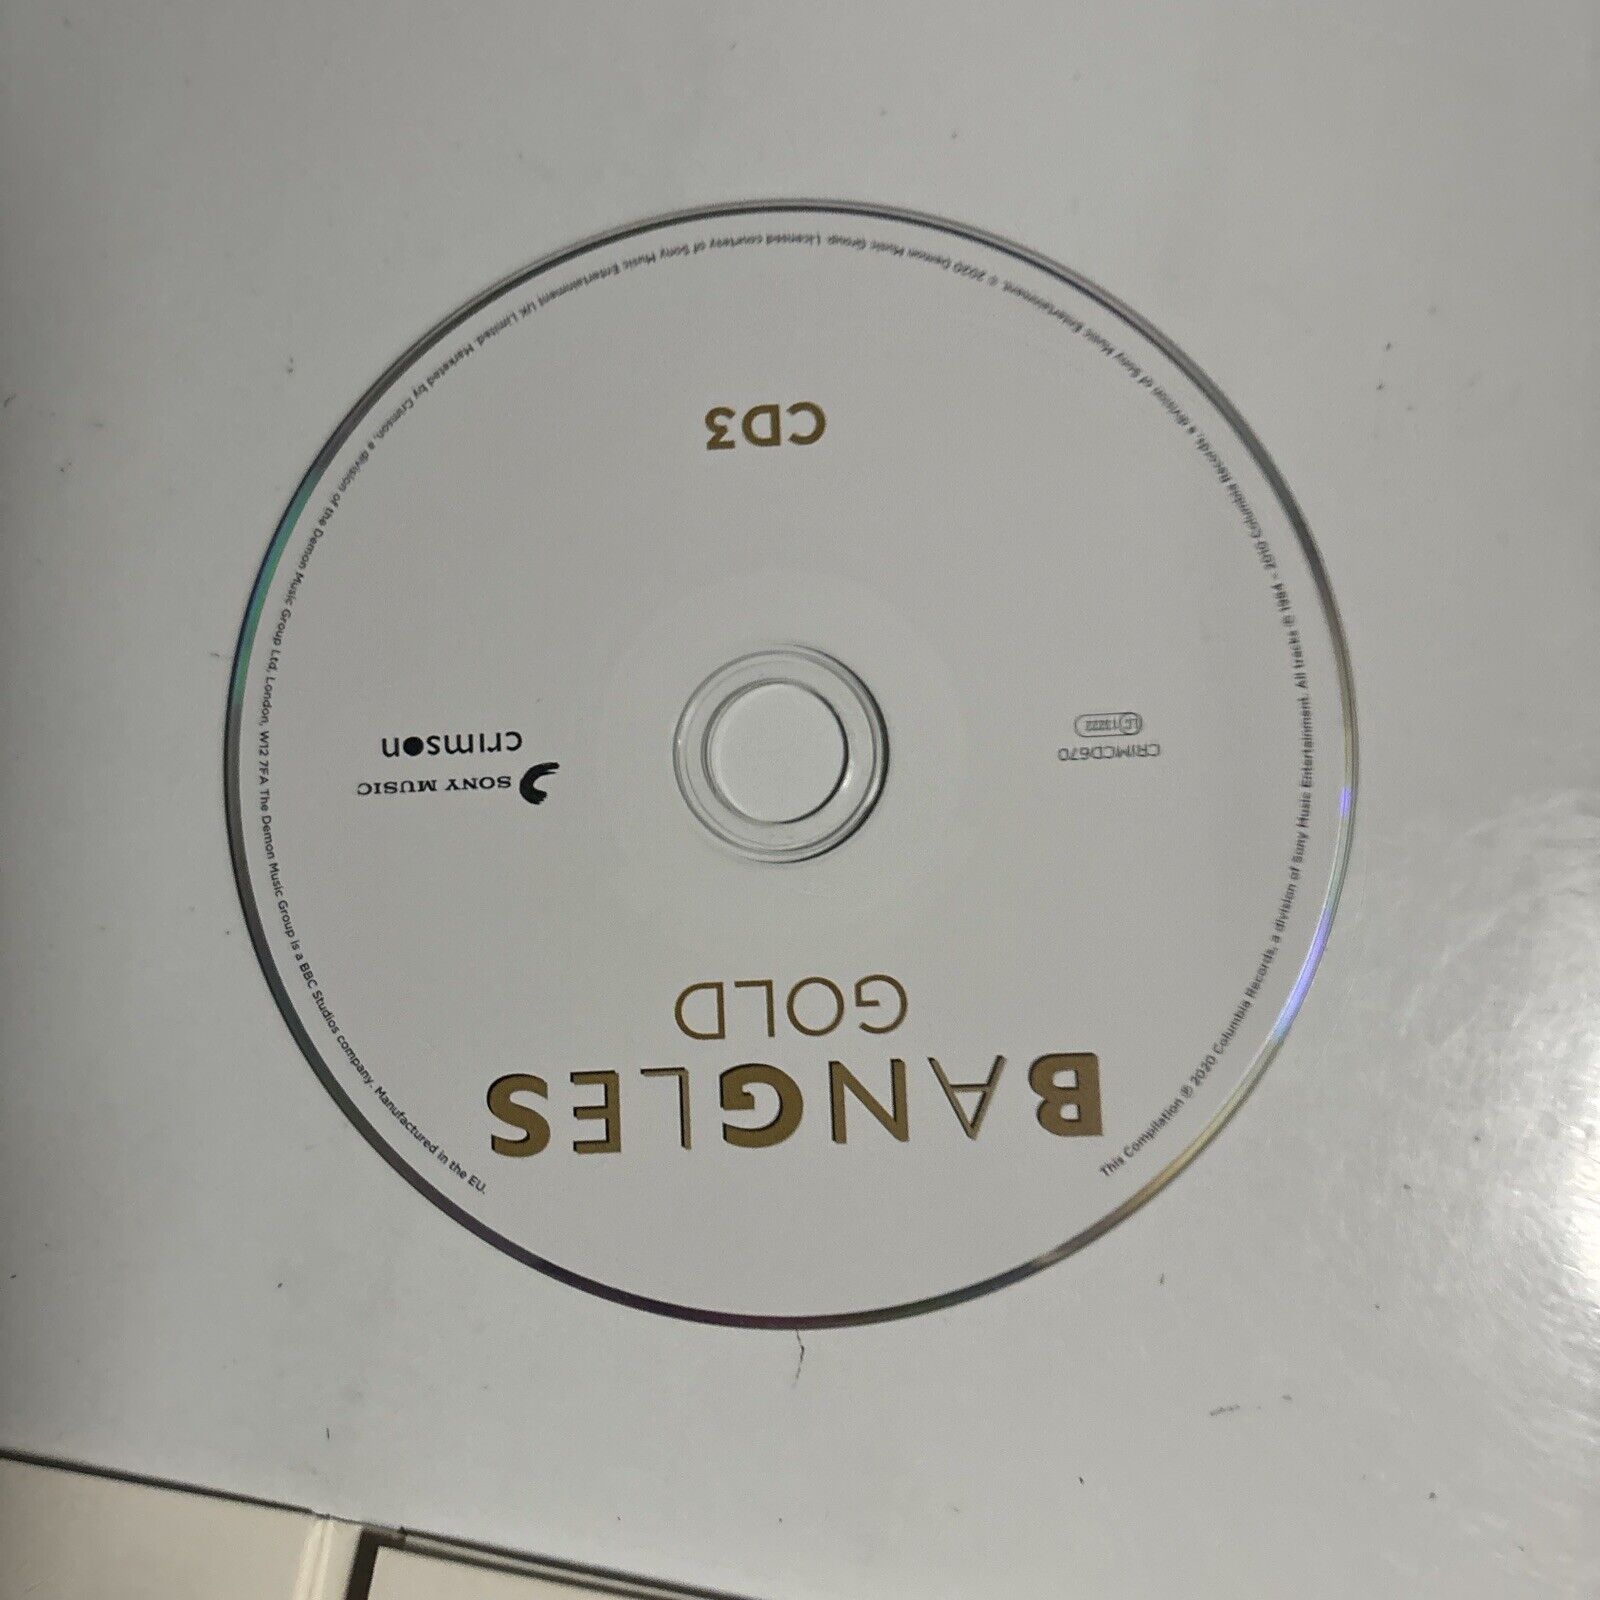 BANGLES
GOLD
CRIMCD670
LC 13222
SONY MUSIC
crimson
CD3
This Compilation ℗ 2020 Columbia Records, a division of Sony Music Entertainment. All tracks ℗ 1984 - 2010 Columbia Records, a division of Sony Music Entertainment. © 2020 Demon Music Group. Licensed courtesy of Sony Music Entertainment UK Limited. Marketed by Crimson, a division of the Demon Music Group Ltd, London, W12 7FA The Demon Music Group is a BBC Studios company. Manufactured in the EU.